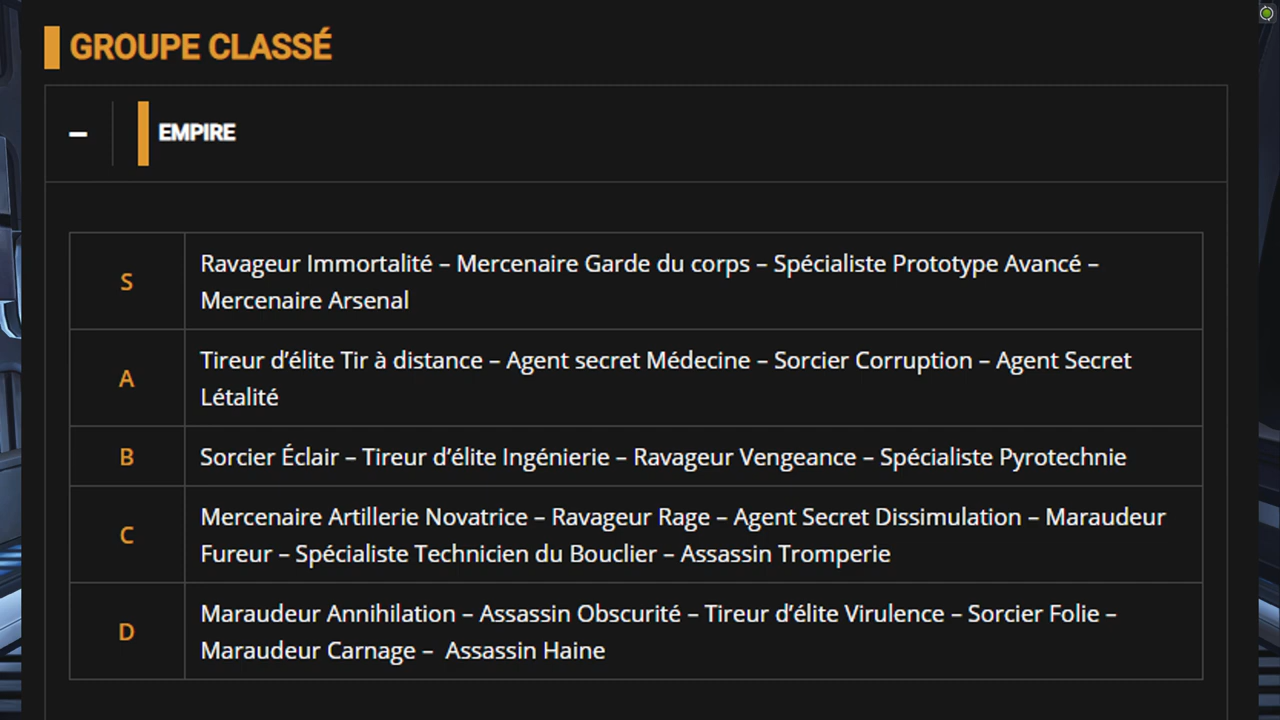 GROUPE CLASSÉ
EMPIRE
S
Ravageur Immortalité – Mercenaire Garde du corps – Spécialiste Prototype Avancé –
Mercenaire Arsenal
A
Tireur d’élite Tir à distance – Agent secret Médecine – Sorcier Corruption – Agent Secret
Létalité
B
Sorcier Éclair – Tireur d’élite Ingénierie – Ravageur Vengeance – Spécialiste Pyrotechnie
C
Mercenaire Artillerie Novatrice – Ravageur Rage – Agent Secret Dissimulation – Maraudeur
Fureur – Spécialiste Technicien du Bouclier – Assassin Tromperie
D
Maraudeur Annihilation – Assassin Obscurité – Tireur d’élite Virulence – Sorcier Folie –
Maraudeur Carnage – Assassin Haine